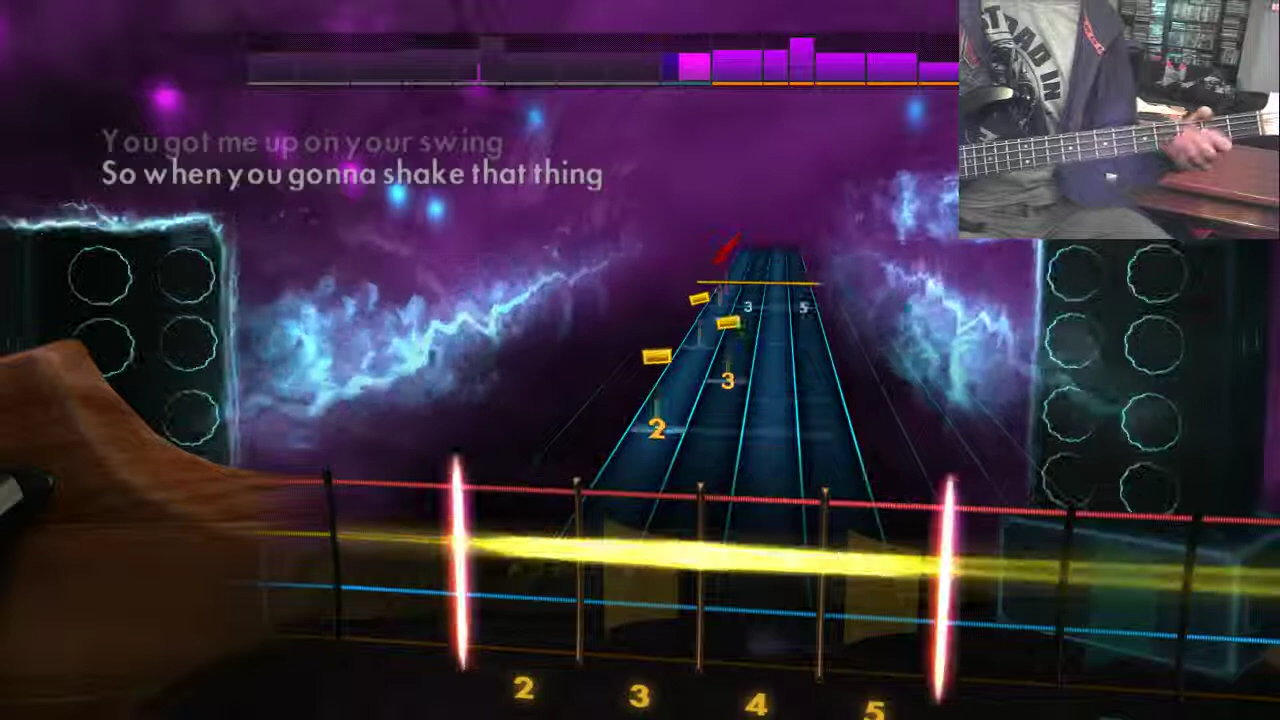 You got me up on your swing
So when you gonna shake that thing
3 5
3
2
2 3 4 5